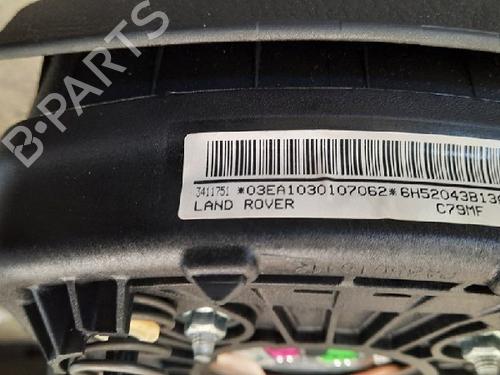 B-PARTS
3411751 *03EA1030107062*6H52043B13
LAND ROVER C79MF